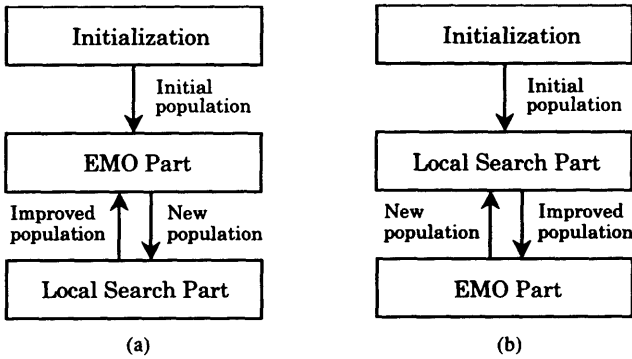 Initialization
Initial
population
EMO Part
Improved
population
New
population
Local Search Part
(a)
Initialization
Initial
population
Local Search Part
New
population
Improved
population
EMO Part
(b)